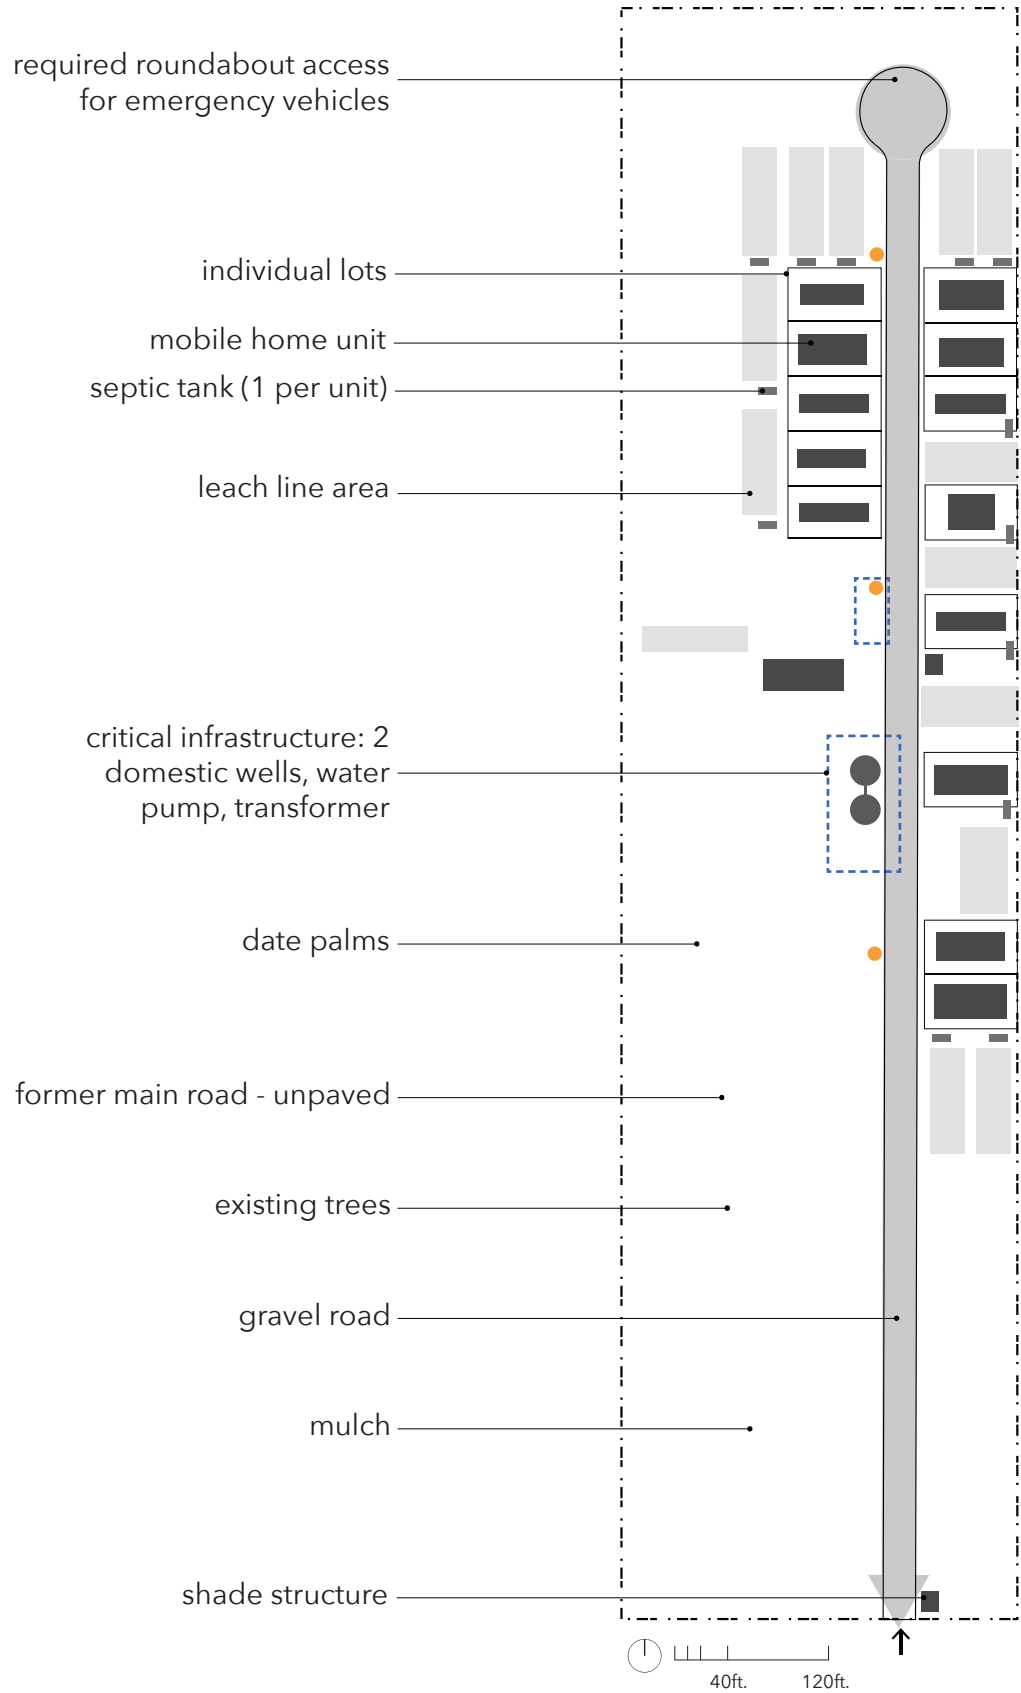 required roundabout access
for emergency vehicles
individual lots
mobile home unit
septic tank (1 per unit)
leach line area
critical infrastructure: 2
domestic wells, water
pump, transformer
date palms
former main road - unpaved
existing trees
gravel road
mulch
shade structure
40ft.
120ft.